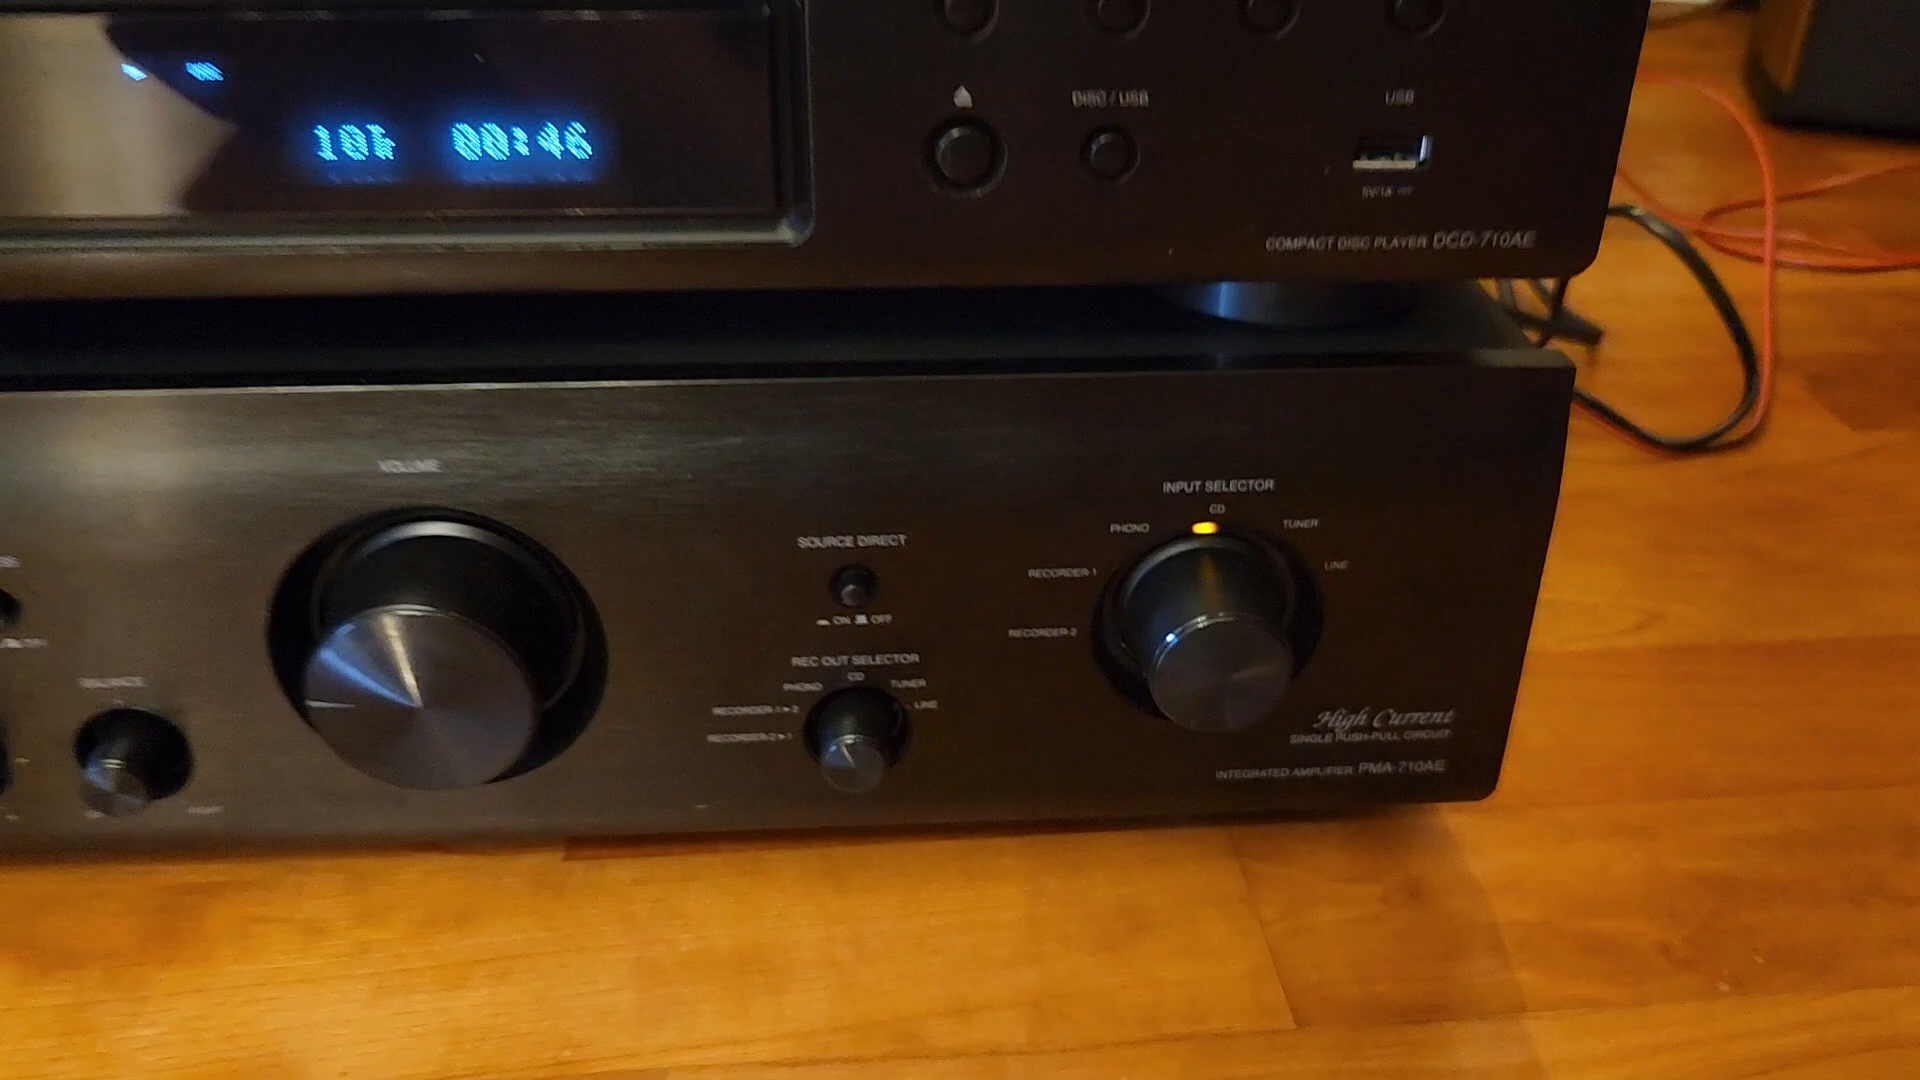 00:46
DISC / USB
USB
5V/1A
COMPACT DISC PLAYER DCD-710AE
VOLUME
INPUT SELECTOR
CD
PHONO
TUNER
RECORDER-1
LINE
RECORDER-2
SOURCE DIRECT
ON OFF
REC OUT SELECTOR
CD
PHONO
TUNER
RECORDER-1▶2
LINE
RECORDER-2▶1
BALANCE
RIGHT
High Current
SINGLE PUSH-PULL CIRCUIT
INTEGRATED AMPLIFIER PMA-710AE